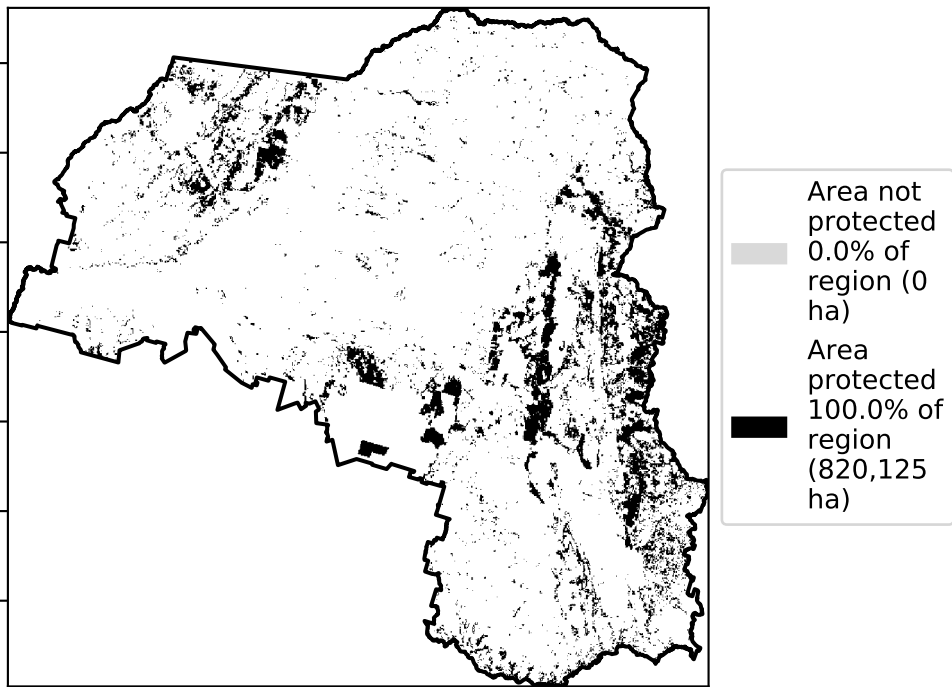 Area not
protected
0.0% of
region (0
ha)
Area
protected
100.0% of
region
(820,125
ha)